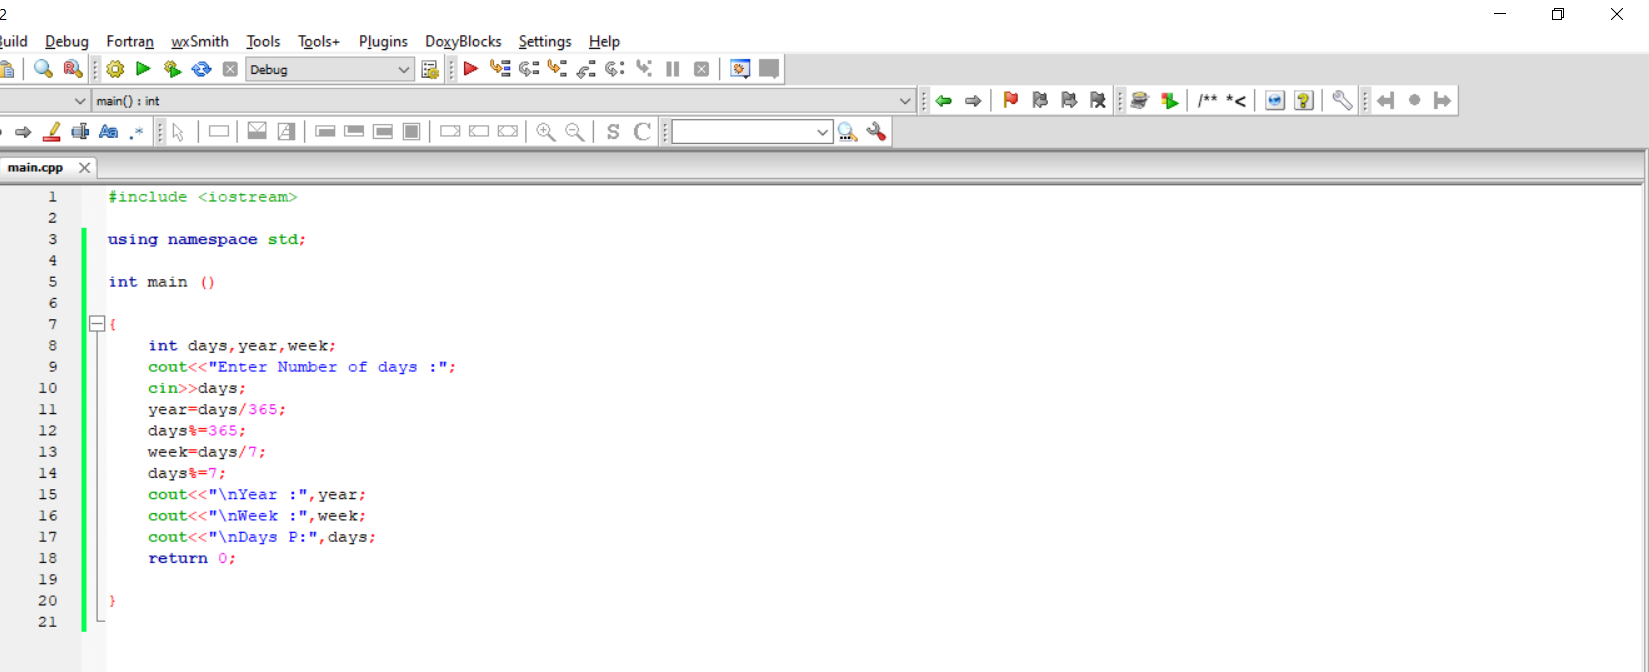 2
Build Debug Fortran wxSmith Tools Tools+ Plugins DoxyBlocks Settings Help
Debug
main() : int /** *<
Aa .* S C
main.cpp
1 #include <iostream>
2
3 using namespace std;
4
5 int main ()
6
7 {
8 int days,year,week;
9 cout<<"Enter Number of days :";
10 cin>>days;
11 year=days/365;
12 days%=365;
13 week=days/7;
14 days%=7;
15 cout<<"\nYear :",year;
16 cout<<"\nWeek :",week;
17 cout<<"\nDays P:",days;
18 return 0;
19
20 }
21